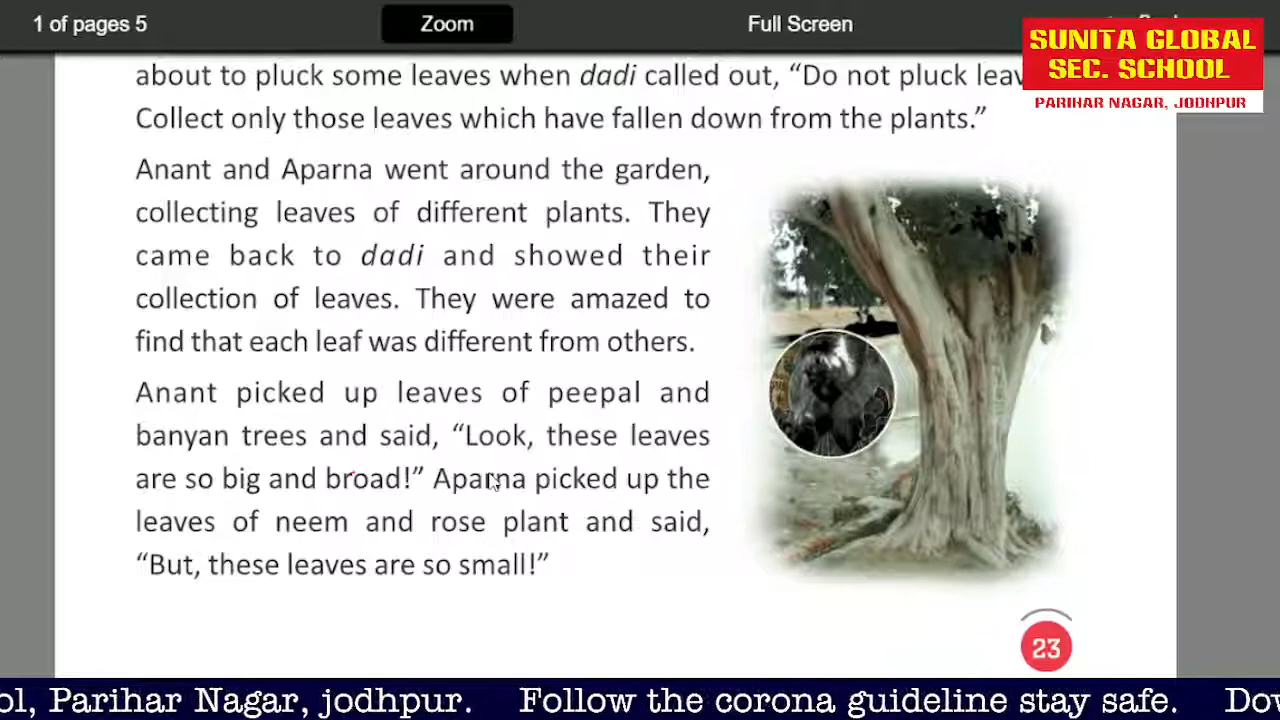 1 of pages 5
Zoom
Full Screen
SUNITA GLOBAL
SEC. SCHOOL
PARIHAR NAGAR, JODHPUR
about to pluck some leaves when dadi called out, “Do not pluck
Collect only those leaves which have fallen down from the plants.”
Anant and Aparna went around the garden,
collecting leaves of different plants. They
came back to dadi and showed their
collection of leaves. They were amazed to
find that each leaf was different from others.
Anant picked up leaves of peepal and
banyan trees and said, “Look, these leaves
are so big and broad!” Aparna picked up the
leaves of neem and rose plant and said,
“But, these leaves are so small!”
23
Parihar Nagar, jodhpur. Follow the corona guideline stay safe.